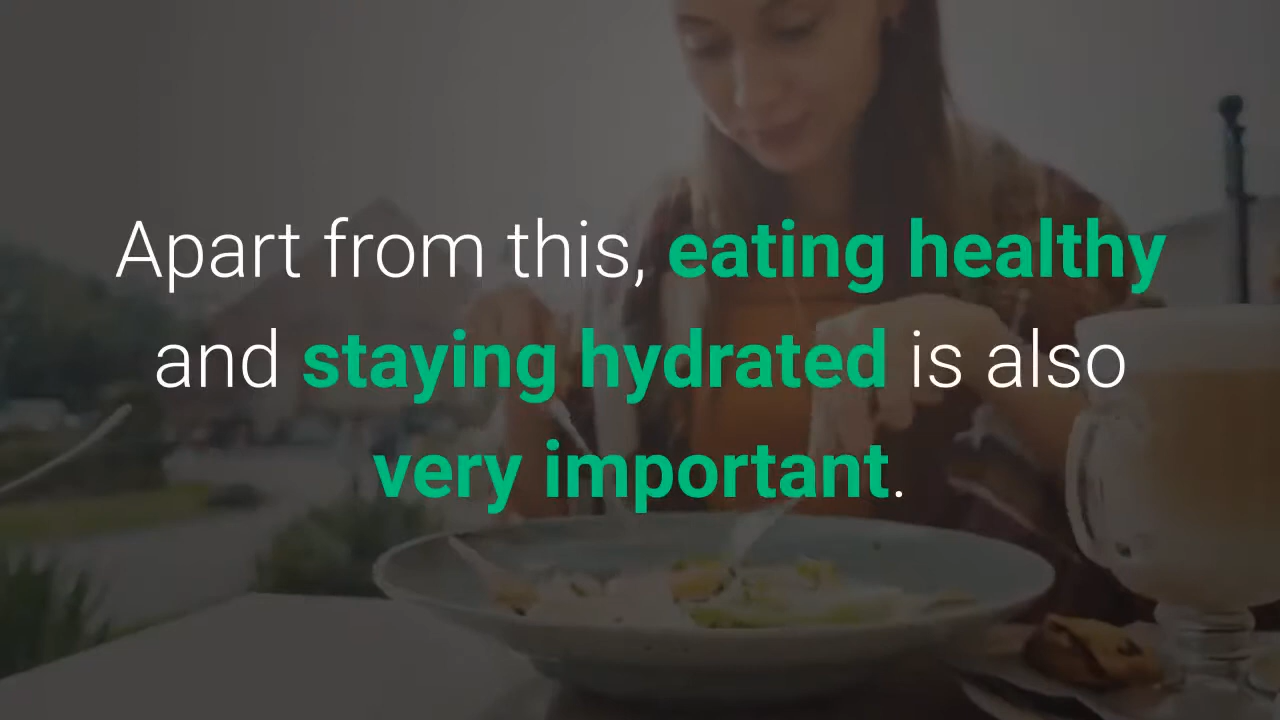 Apart from this, eating healthy
and staying hydrated is also
very important.